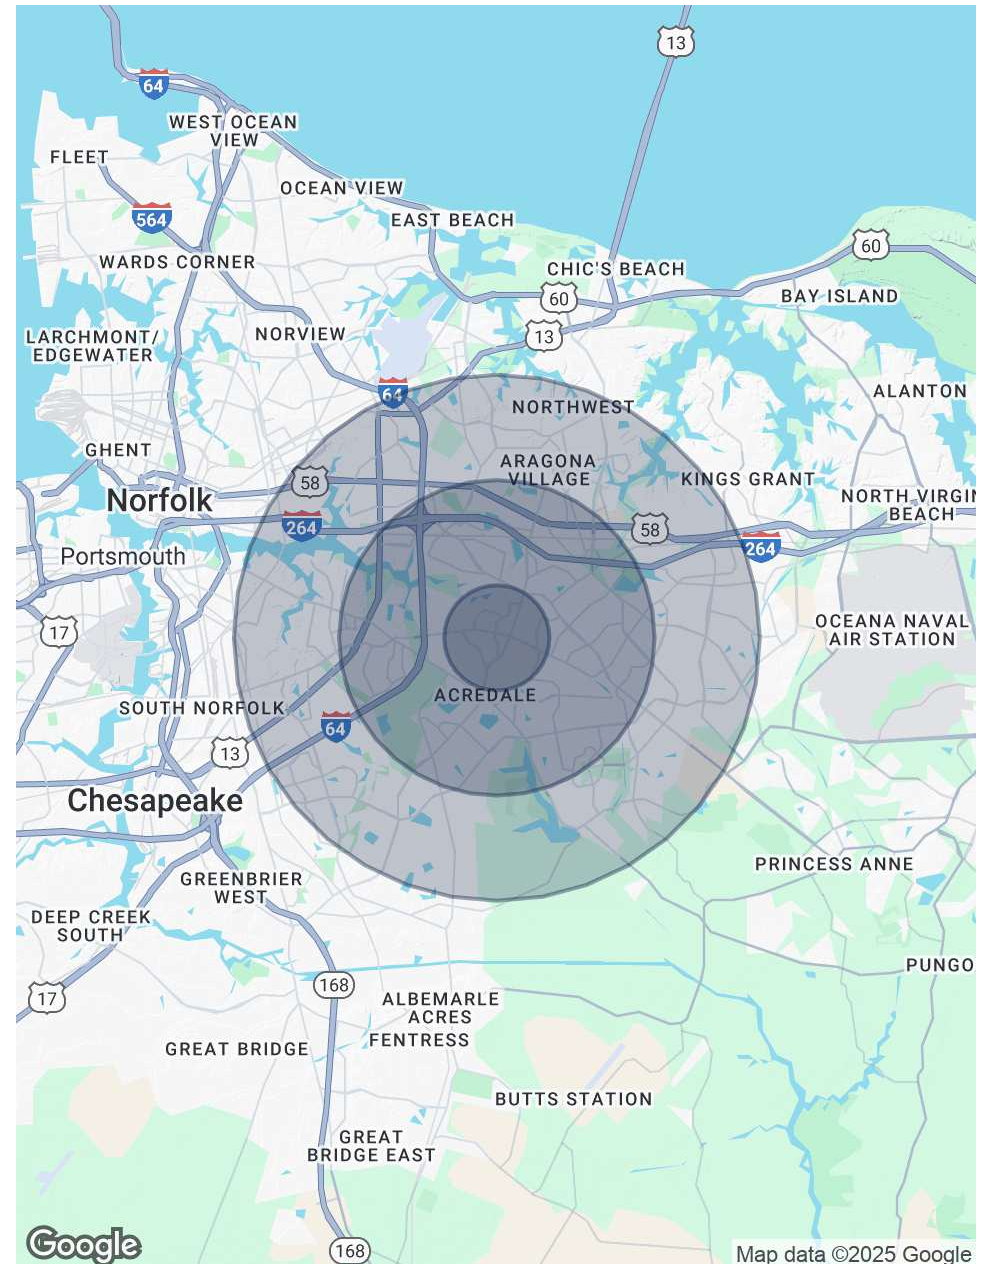 13
64
WEST OCEAN
VIEW
FLEET
OCEAN VIEW
564
EAST BEACH
60
WARDS CORNER
CHIC'S BEACH
60
BAY ISLAND
LARCHMONT/
EDGEWATER
NORVIEW
13
64
ALANTON
NORTHWEST
GHENT
ARAGONA
VILLAGE
58
KINGS GRANT
Norfolk
NORTH VIRGIN
BEACH
264
58
264
Portsmouth
17
OCEANA NAVAL
AIR STATION
ACREDALE
SOUTH NORFOLK
64
13
Chesapeake
PRINCESS ANNE
GREENBRIER
WEST
DEEP CREEK
SOUTH
PUNGO
168
17
ALBEMARLE
ACRES
FENTRESS
GREAT BRIDGE
BUTTS STATION
GREAT
BRIDGE EAST
Google
168
Map data ©2025 Google